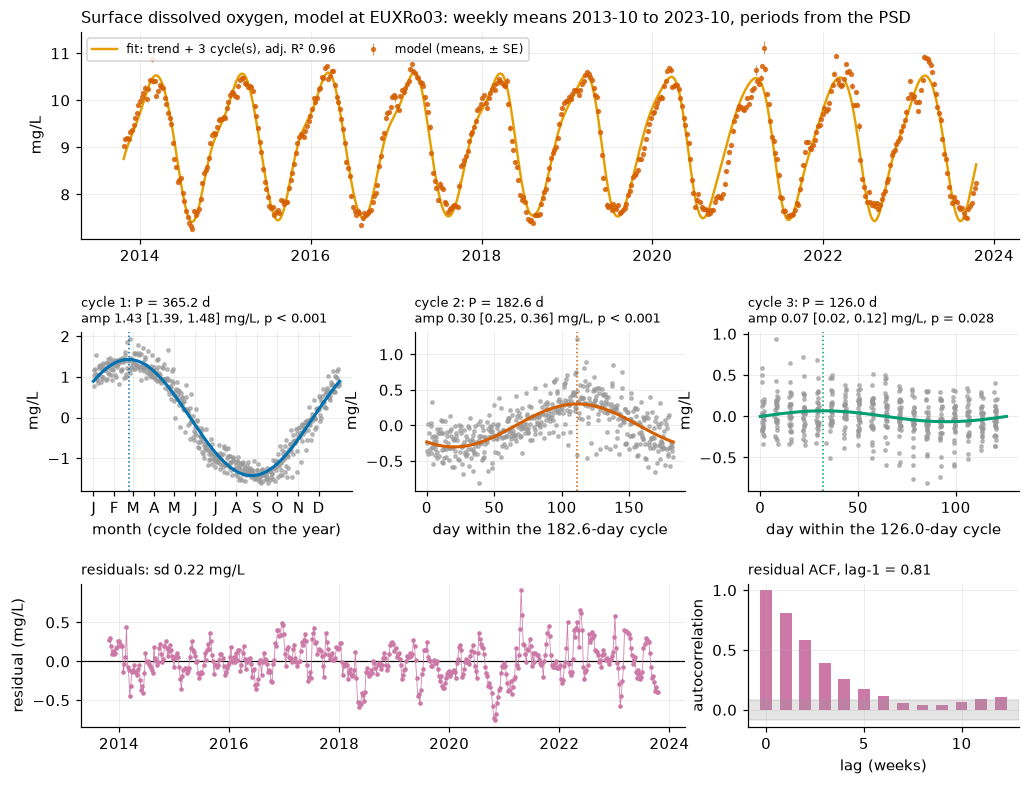 Surface dissolved oxygen, model at EUXRo03: weekly means 2013-10 to 2023-10, periods from the PSD
fit: trend + 3 cycle(s), adj. R² 0.96
model (means, ± SE)
11
10
9
8
mg/L
2014
2016
2018
2020
2022
2024
cycle 1: P = 365.2 d
amp 1.43 [1.39, 1.48] mg/L, p < 0.001
2
1
0
−1
mg/L
J
F
M
A
M
J
J
A
S
O
N
D
month (cycle folded on the year)
cycle 2: P = 182.6 d
amp 0.30 [0.25, 0.36] mg/L, p < 0.001
1.0
0.5
0.0
−0.5
mg/L
0
50
100
150
day within the 182.6-day cycle
cycle 3: P = 126.0 d
amp 0.07 [0.02, 0.12] mg/L, p = 0.028
1.0
0.5
0.0
−0.5
mg/L
0
50
100
day within the 126.0-day cycle
residuals: sd 0.22 mg/L
0.5
0.0
−0.5
residual (mg/L)
2014
2016
2018
2020
2022
2024
residual ACF, lag-1 = 0.81
1.0
0.5
0.0
autocorrelation
0
5
10
lag (weeks)